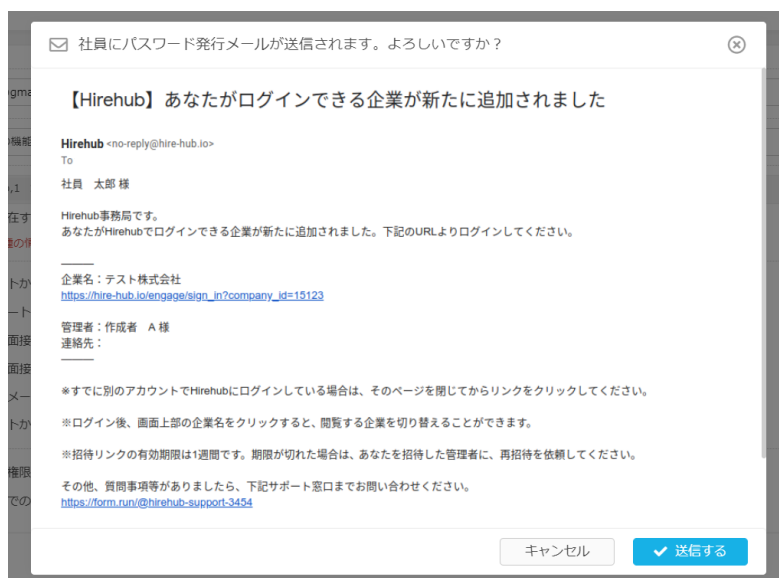 社員にパスワード発行メールが送信されます。よろしいですか？
【Hirehub】あなたがログインできる企業が新たに追加されました
Hirehub <no-reply@hire-hub.io>
To
社員　太郎 様
Hirehub事務局です。
あなたがHirehubでログインできる企業が新たに追加されました。下記のURLよりログインしてください。
———
企業名：テスト株式会社
https://hire-hub.io/engage/sign_in?company_id=15123
管理者：作成者　A 様
連絡先：
———
※すでに別のアカウントでHirehubにログインしている場合は、そのページを閉じてからリンクをクリックしてください。
※ログイン後、画面上部の企業名をクリックすると、閲覧する企業を切り替えることができます。
※招待リンクの有効期限は1週間です。期限が切れた場合は、あなたを招待した管理者に、再招待を依頼してください。
その他、質問事項等がありましたら、下記サポート窓口までお問い合わせください。
https://form.run/@hirehub-support-3454
キャンセル
送信する